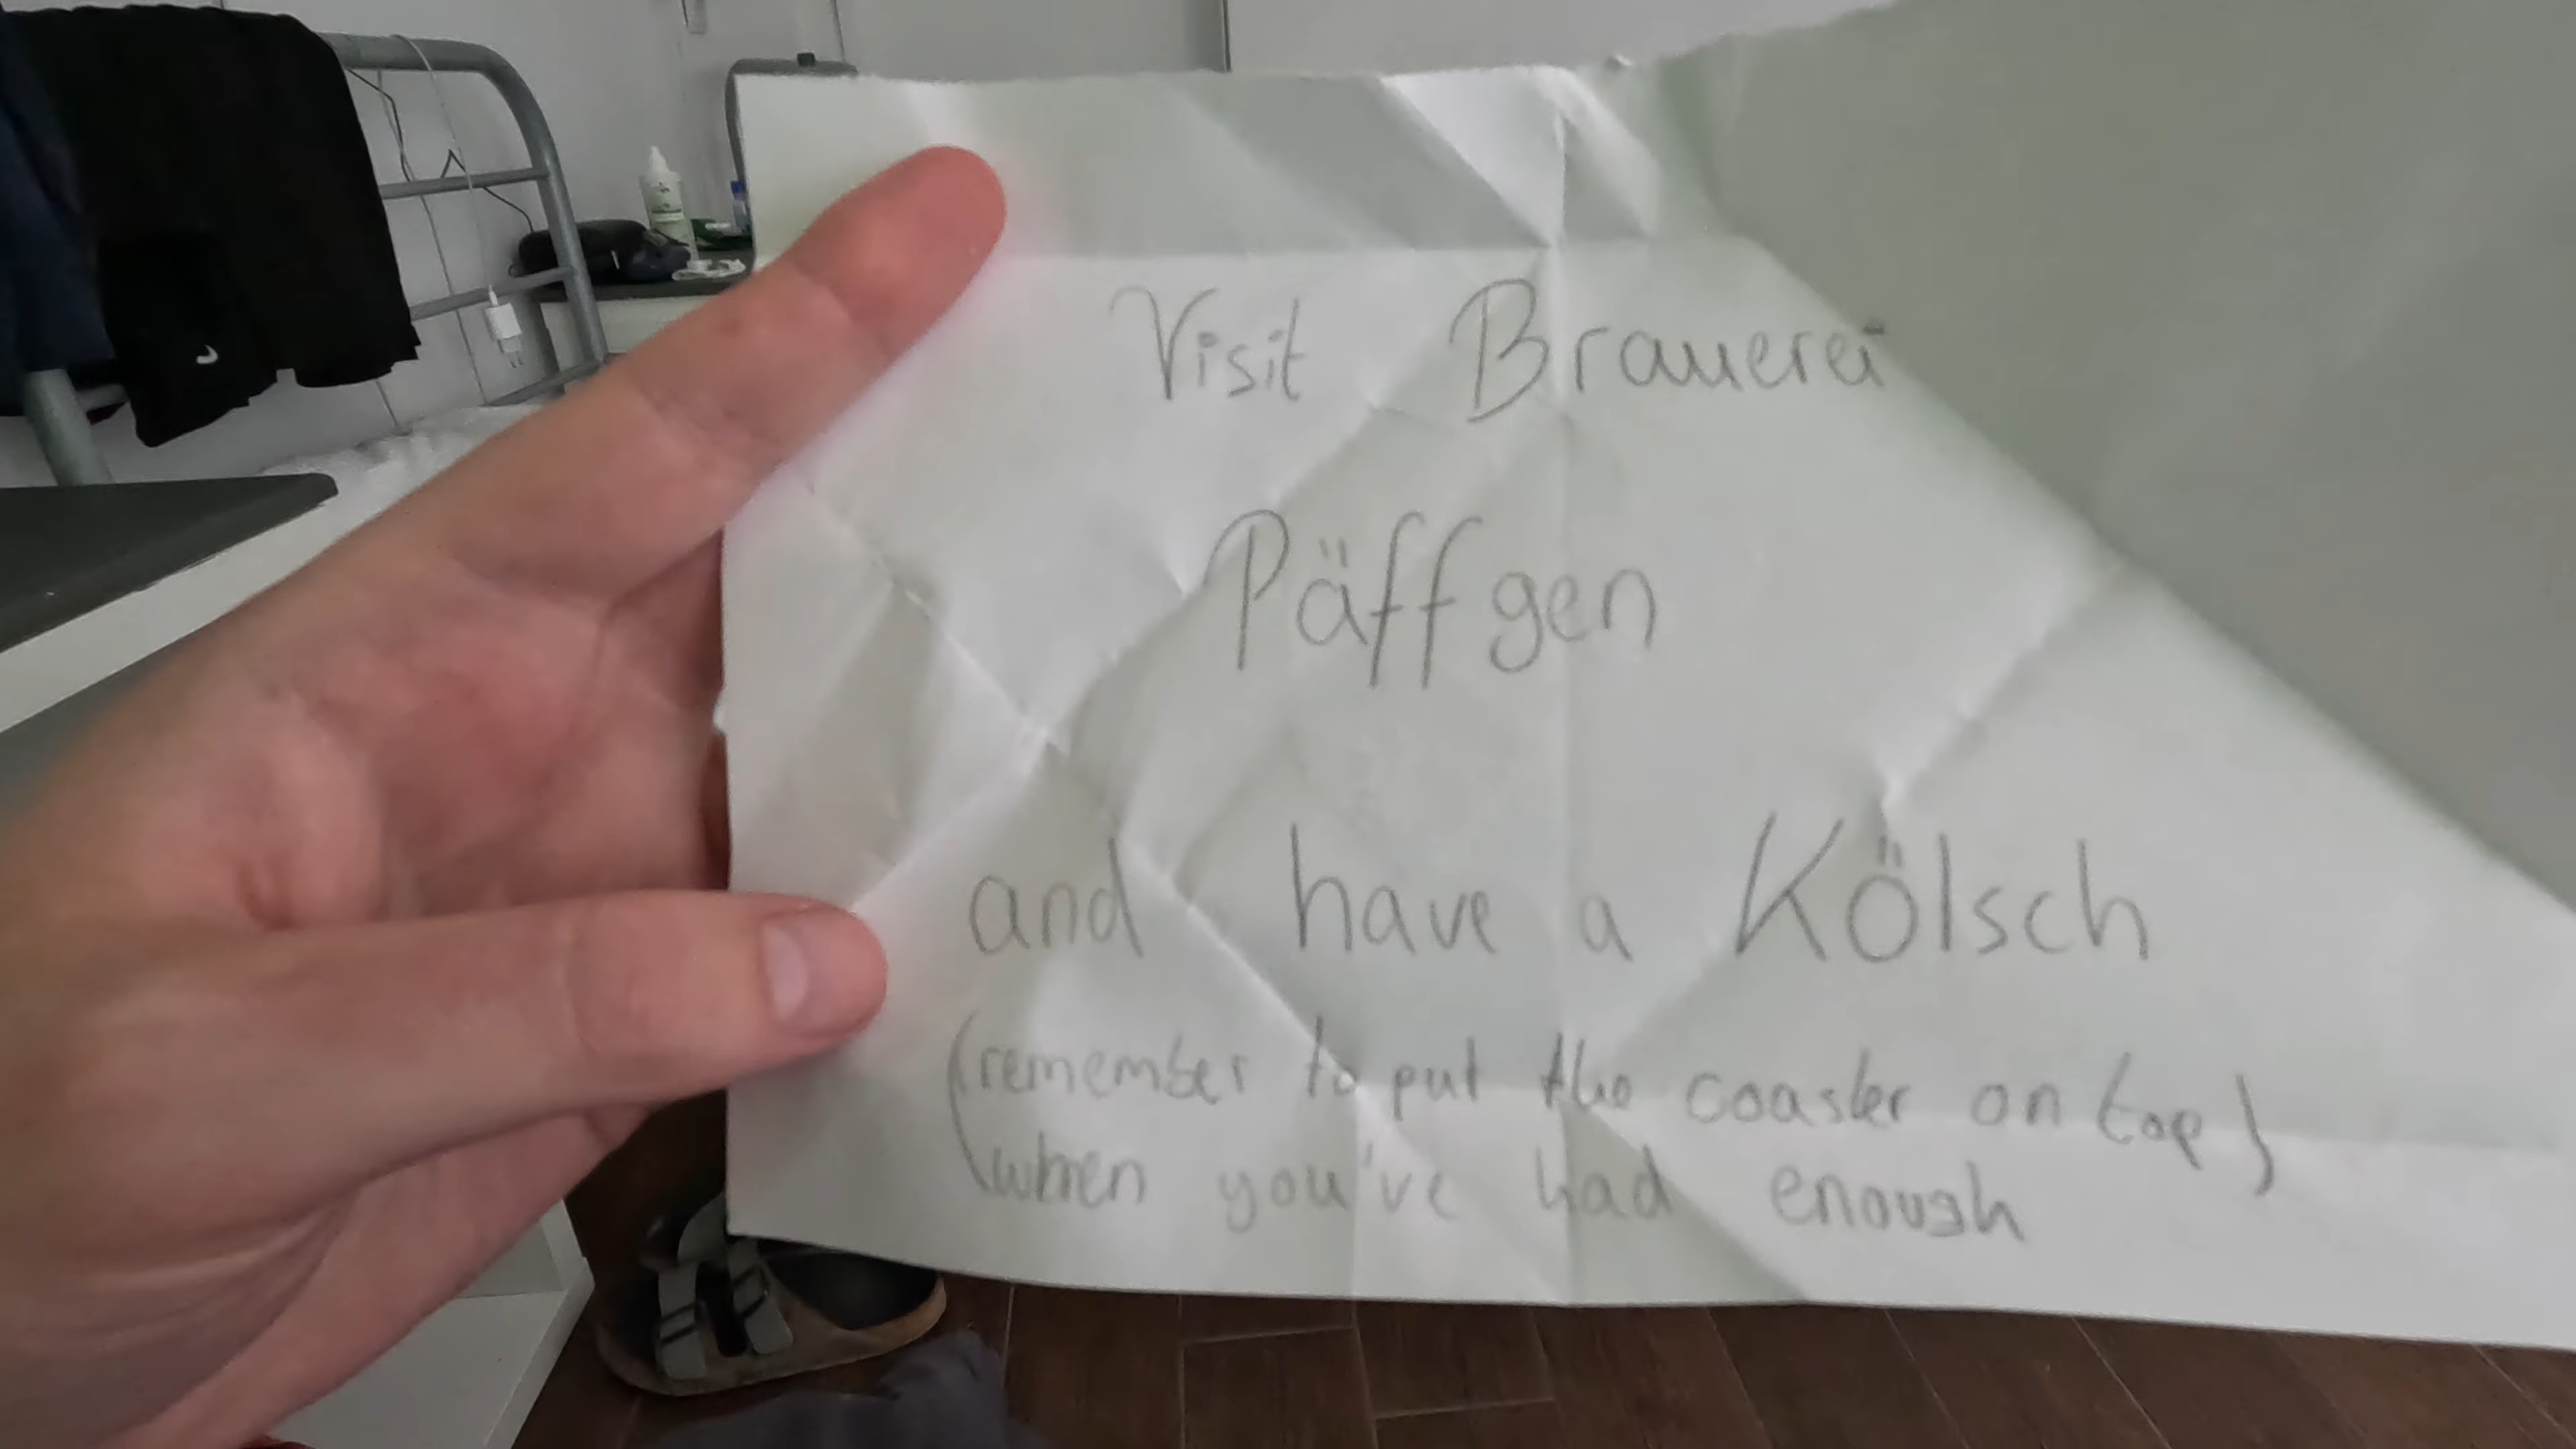 Visit Brauerei
Päffgen
and have a Kölsch
(remember to put the coaster on top)
(when you've had enough